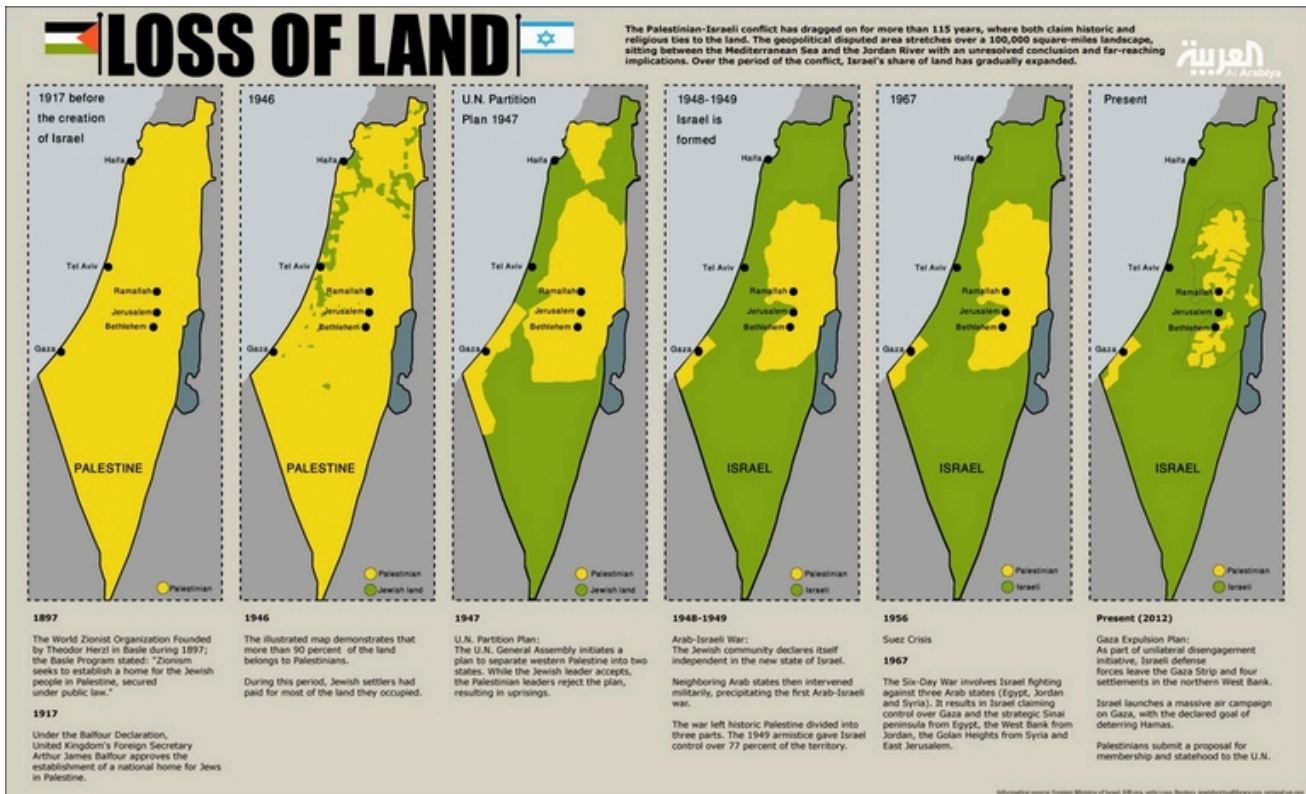 LOSS OF LAND
The Palestinian-Israeli conflict has dragged on for more than 115 years, where both claim historic and
religious ties to the land. The geopolitical disputed area stretches over a 100,000 square-miles landscape,
sitting between the Mediterranean Sea and the Jordan River with an unresolved conclusion and far-reaching
implications. Over the period of the conflict, Israel's share of land has gradually expanded.
العربية
Al Arabiya
1917 before
the creation
of Israel
Haifa
Tel Aviv
Ramallah
Jerusalem
Bethlehem
Gaza
PALESTINE
Palestinian
1946
Haifa
Tel Aviv
Ramallah
Jerusalem
Bethlehem
Gaza
PALESTINE
Palestinian
Jewish land
U.N. Partition
Plan 1947
Haifa
Tel Aviv
Ramallah
Jerusalem
Bethlehem
Gaza
Palestinian
Jewish land
1948-1949
Israel is
formed
Haifa
Tel Aviv
Ramallah
Jerusalem
Bethlehem
Gaza
ISRAEL
Palestinian
Israeli
1967
Haifa
Tel Aviv
Ramallah
Jerusalem
Bethlehem
Gaza
ISRAEL
Palestinian
Israeli
Present
Haifa
Tel Aviv
Ramallah
Jerusalem
Bethlehem
Gaza
ISRAEL
Palestinian
Israeli
1897
The World Zionist Organization Founded
by Theodor Herzl in Basle during 1897;
the Basle Program stated: "Zionism
seeks to establish a home for the Jewish
people in Palestine, secured
under public law."
1917
Under the Balfour Declaration,
United Kingdom's Foreign Secretary
Arthur James Balfour approves the
establishment of a national home for Jews
in Palestine.
1946
The illustrated map demonstrates that
more than 90 percent of the land
belongs to Palestinians.
During this period, Jewish settlers had
paid for most of the land they occupied.
1947
U.N. Partition Plan:
The U.N. General Assembly initiates a
plan to separate western Palestine into two
states. While the Jewish leader accepts,
the Palestinian leaders reject the plan,
resulting in uprisings.
1948-1949
Arab-Israeli War:
The Jewish community declares itself
independent in the new state of Israel.
Neighboring Arab states then intervened
militarily, precipitating the first Arab-Israeli
war.
The war left historic Palestine divided into
three parts. The 1949 armistice gave Israel
control over 77 percent of the territory.
1956
Suez Crisis
1967
The Six-Day War involves Israel fighting
against three Arab states (Egypt, Jordan
and Syria). It results in Israel claiming
control over Gaza and the strategic Sinai
peninsula from Egypt, the West Bank from
Jordan, the Golan Heights from Syria and
East Jerusalem.
Present (2012)
Gaza Expulsion Plan:
As part of unilateral disengagement
initiative, Israeli defense
forces leave the Gaza Strip and four
settlements in the northern West Bank.
Israel launches a massive air campaign
on Gaza, with the declared goal of
deterring Hamas.
Palestinians submit a proposal for
membership and statehood to the U.N.
Information source: Foreign Ministry of Israel,